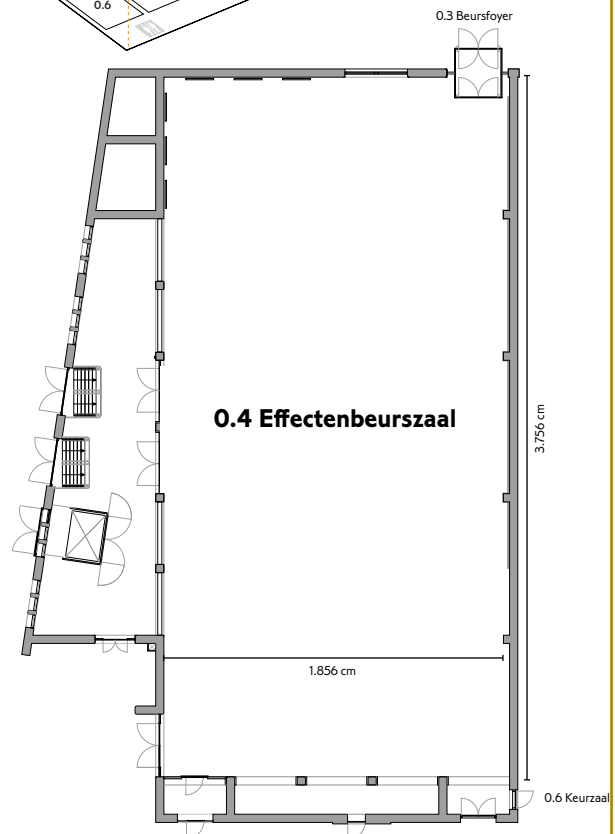 0.6
0.3 Beursfoyer
0.4 Effectenbeurszaal
3.756 cm
1.856 cm
0.6 Keurzaal